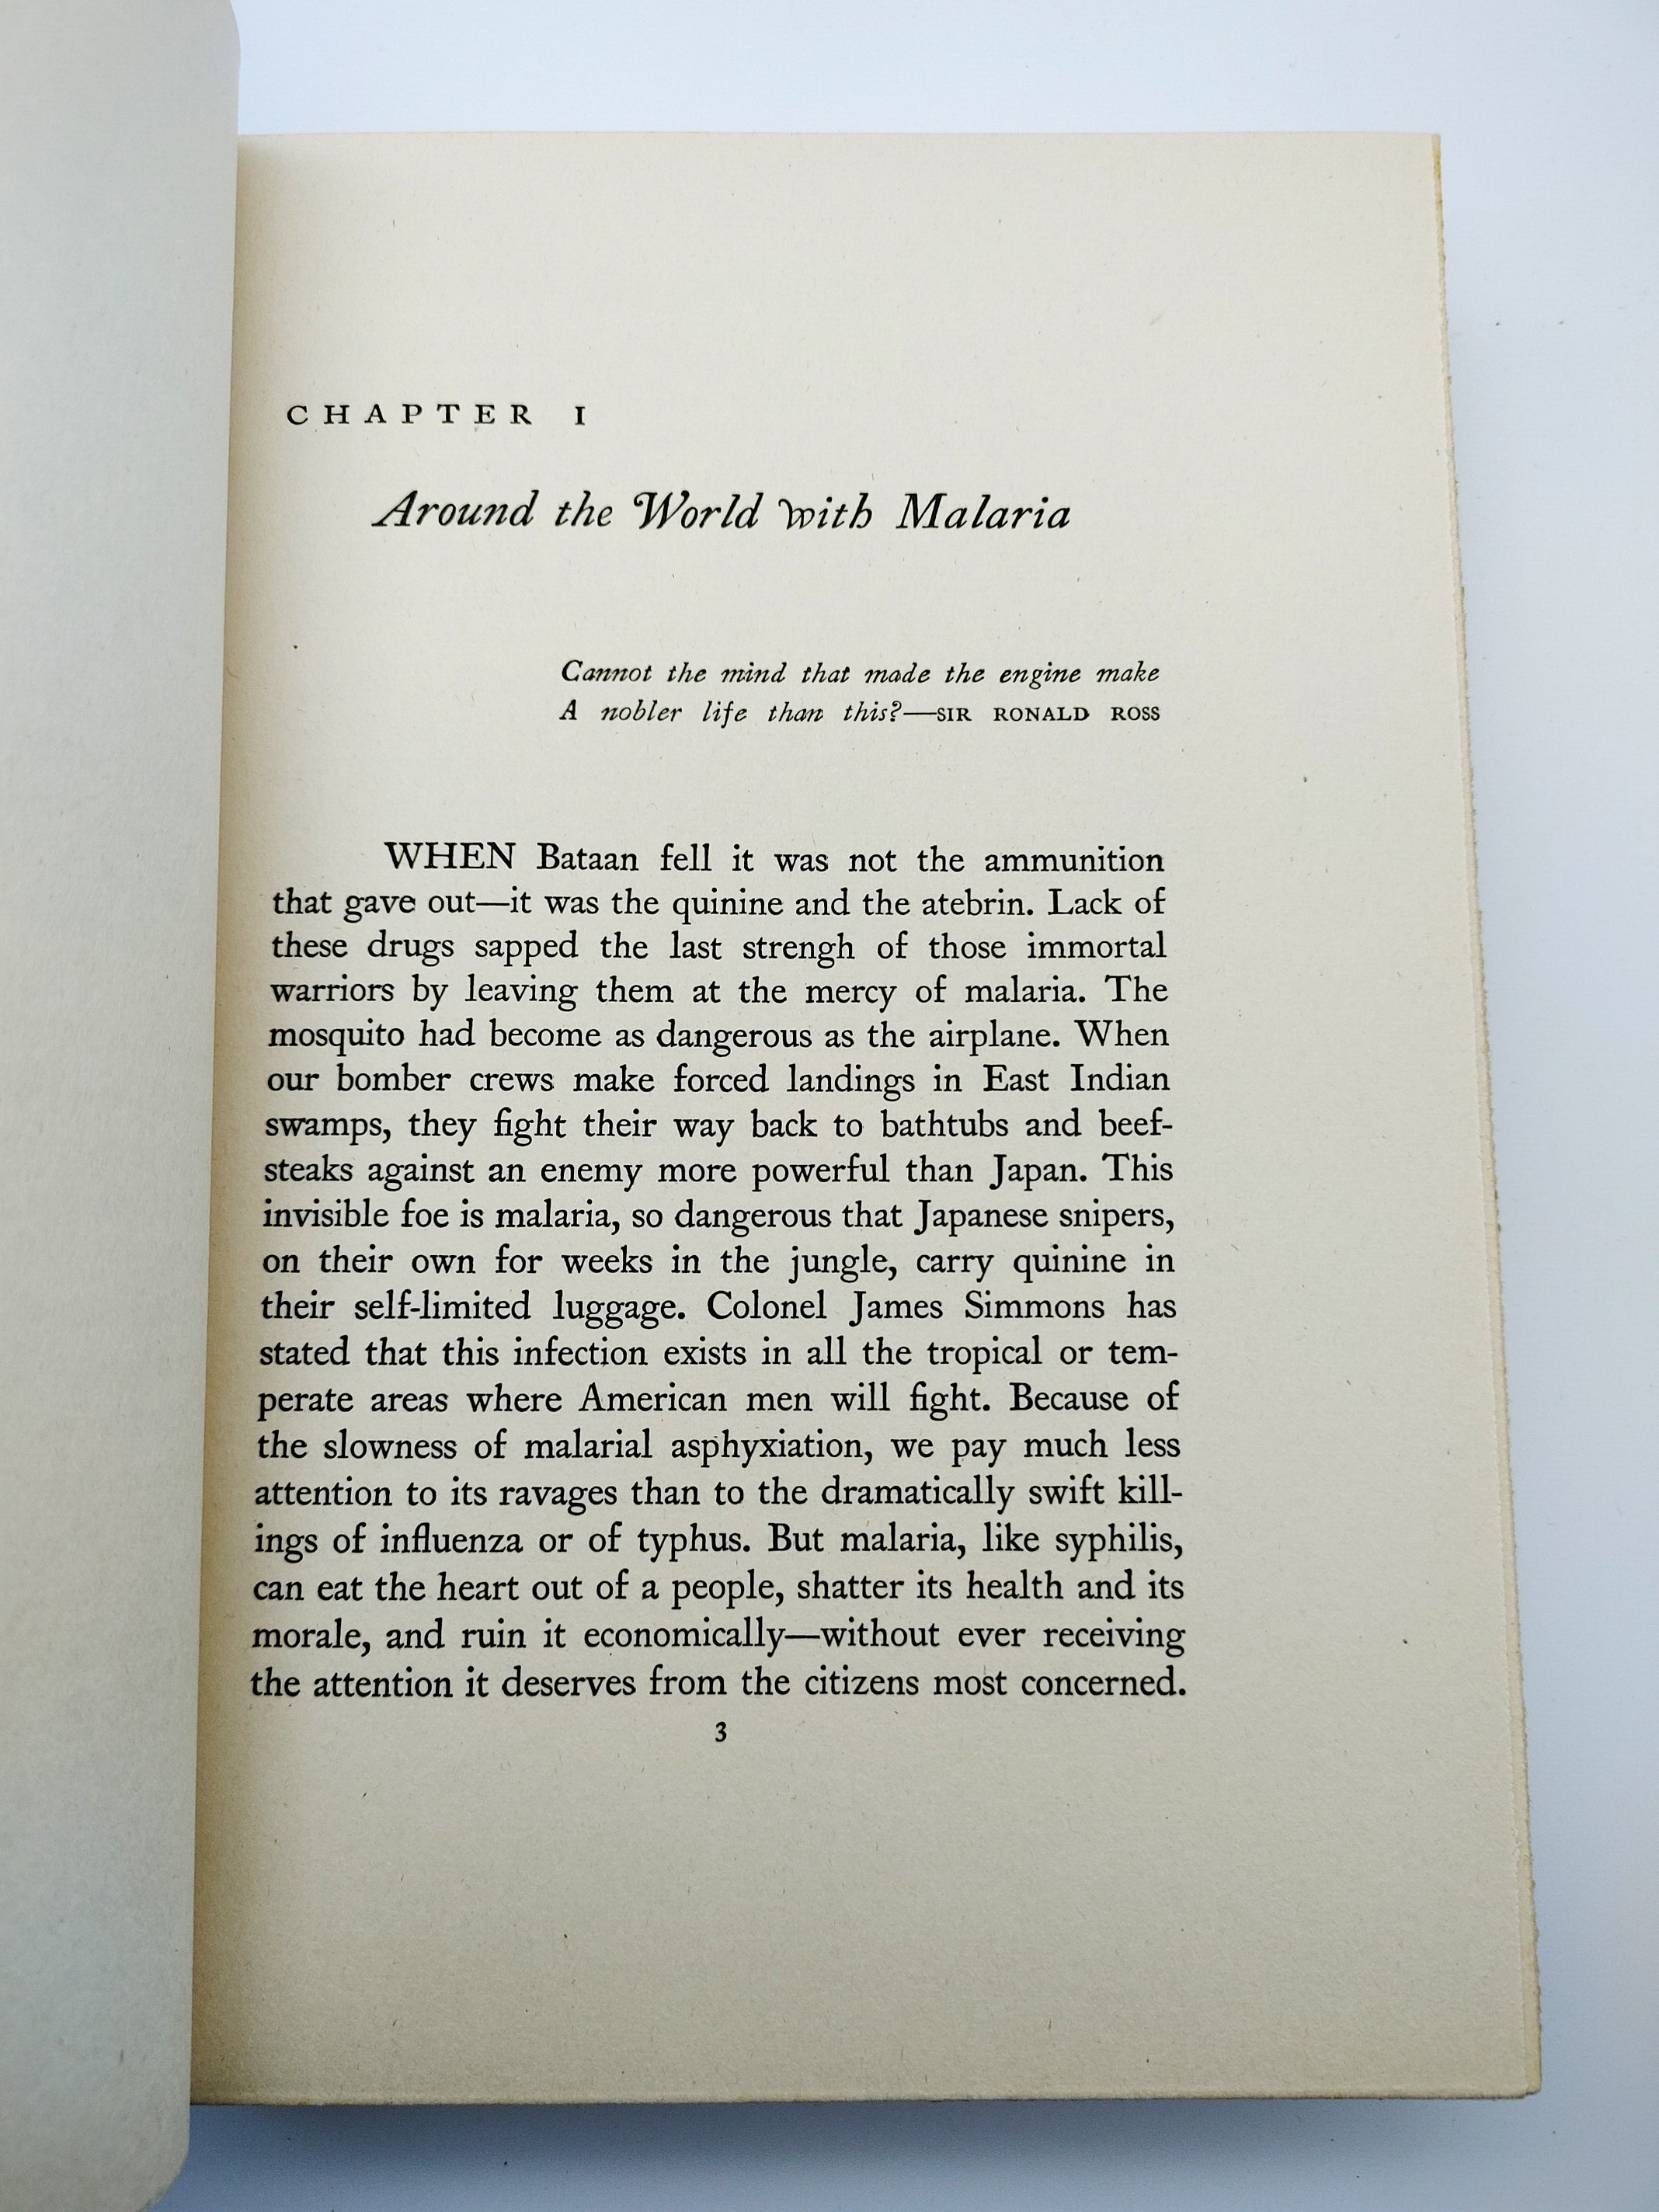 CHAPTER I
Around the World with Malaria
Cannot the mind that made the engine make
A nobler life than this?—SIR RONALD ROSS
WHEN Bataan fell it was not the ammunition
that gave out—it was the quinine and the atebrin. Lack of
these drugs sapped the last strengh of those immortal
warriors by leaving them at the mercy of malaria. The
mosquito had become as dangerous as the airplane. When
our bomber crews make forced landings in East Indian
swamps, they fight their way back to bathtubs and beef-
steaks against an enemy more powerful than Japan. This
invisible foe is malaria, so dangerous that Japanese snipers,
on their own for weeks in the jungle, carry quinine in
their self-limited luggage. Colonel James Simmons has
stated that this infection exists in all the tropical or tem-
perate areas where American men will fight. Because of
the slowness of malarial asphyxiation, we pay much less
attention to its ravages than to the dramatically swift kill-
ings of influenza or of typhus. But malaria, like syphilis,
can eat the heart out of a people, shatter its health and its
morale, and ruin it economically—without ever receiving
the attention it deserves from the citizens most concerned.
3